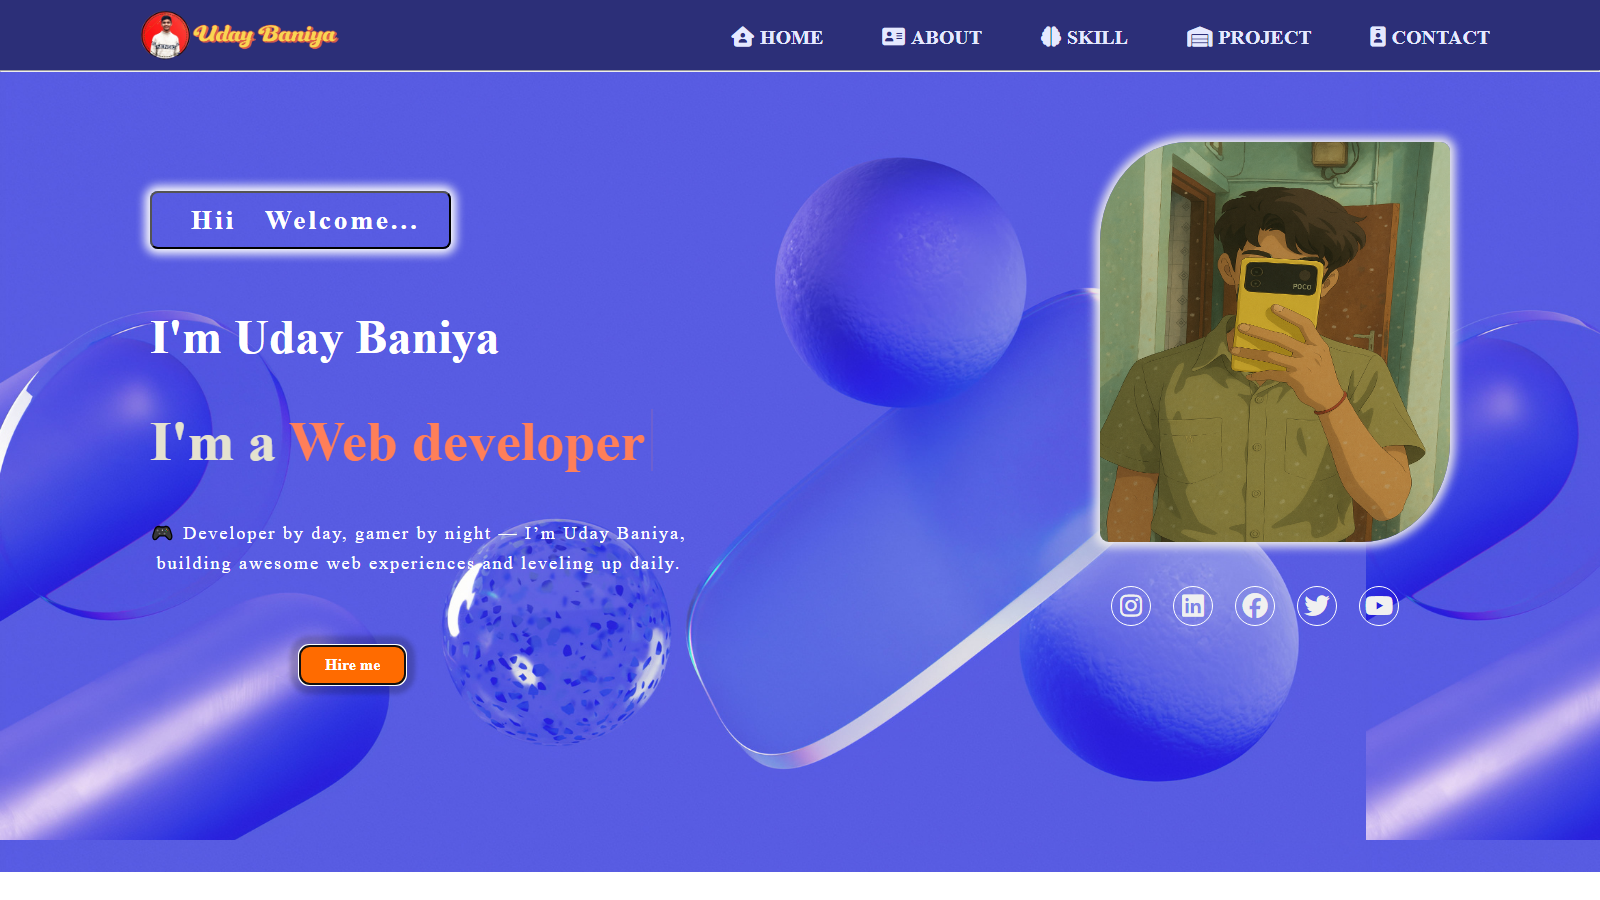 Uday Baniya
HOME ABOUT SKILL PROJECT CONTACT
Hii Welcome...
I'm Uday Baniya
I'm a Web developer
🎮 Developer by day, gamer by night — I’m Uday Baniya,
building awesome web experiences and leveling up daily.
Hire me
POCO